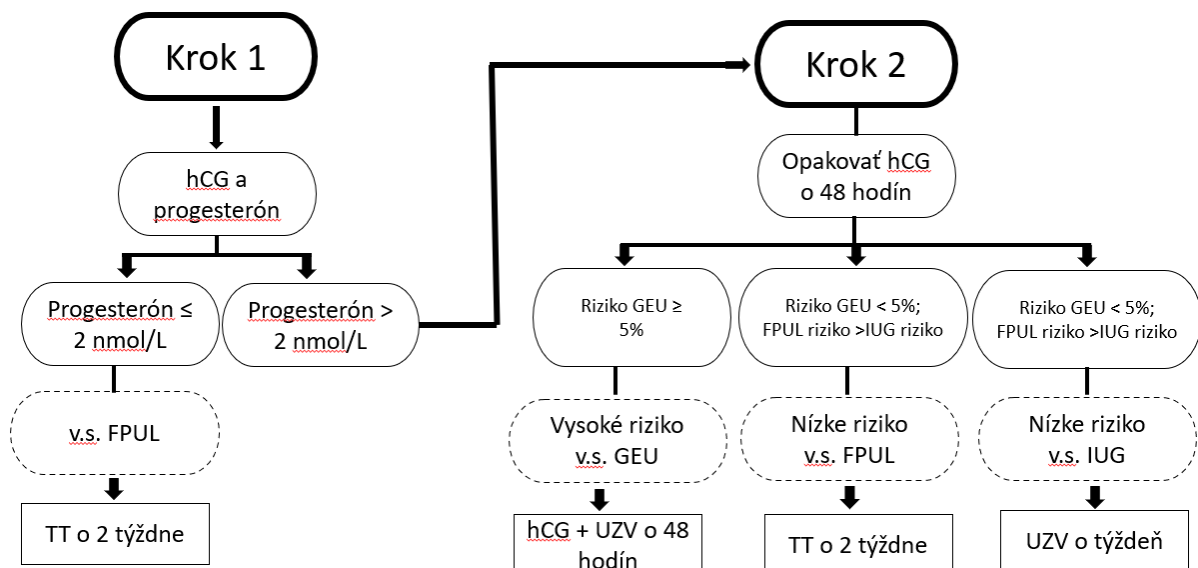 Krok 1
hCG a
progesterón
Progesterón ≤
2 nmol/L
Progesterón >
2 nmol/L
v.s. FPUL
TT o 2 týždne
Krok 2
Opakovať hCG
o 48 hodín
Riziko GEU ≥
5%
Riziko GEU < 5%;
FPUL riziko >IUG riziko
Riziko GEU < 5%;
FPUL riziko >IUG riziko
Vysoké riziko
v.s. GEU
Nízke riziko
v.s. FPUL
Nízke riziko
v.s. IUG
hCG + UZV o 48
hodín
TT o 2 týždne
UZV o týždeň